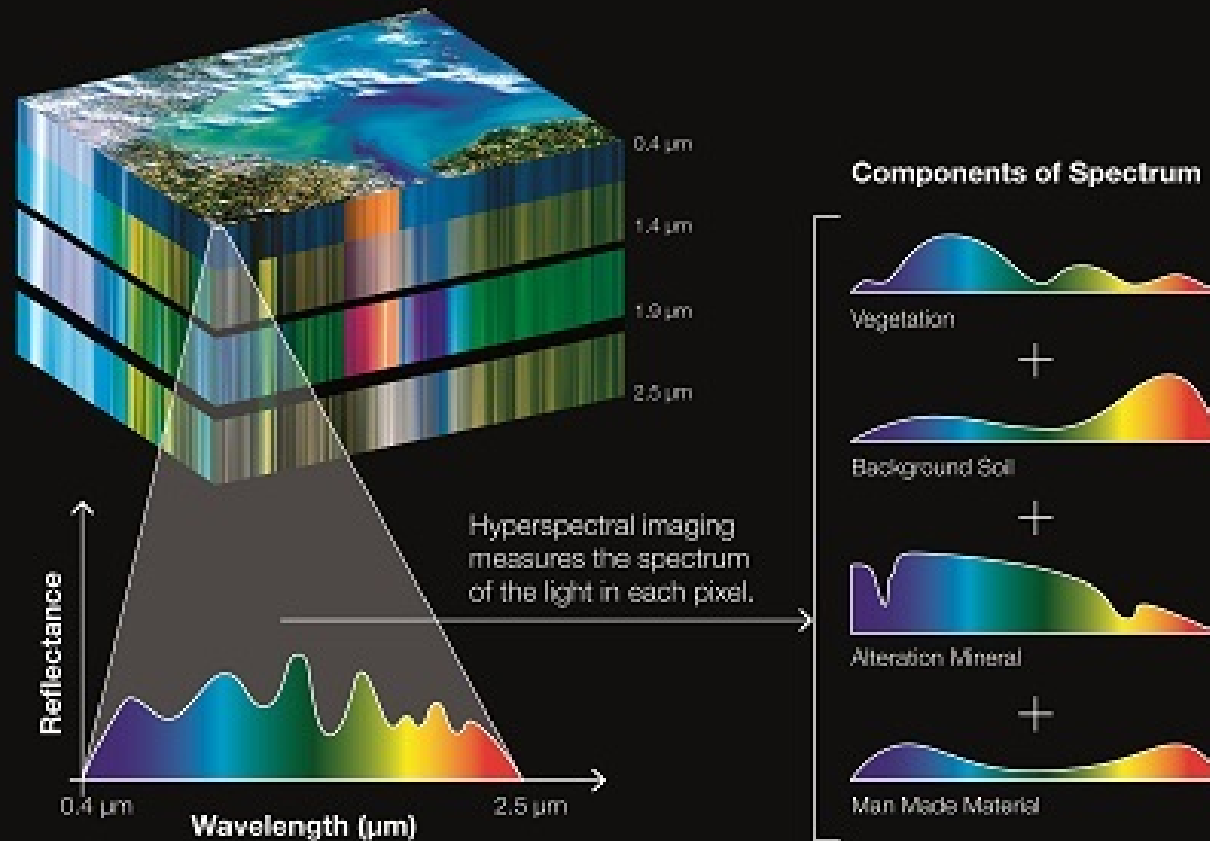 0.4 µm
1.4 µm
1.9 µm
2.5 µm
Components of Spectrum
Vegetation
+
Background Soil
+
Alteration Mineral
+
Man Made Material
Hyperspectral imaging
measures the spectrum
of the light in each pixel.
Reflectance
0.4 µm
2.5 µm
Wavelength (µm)